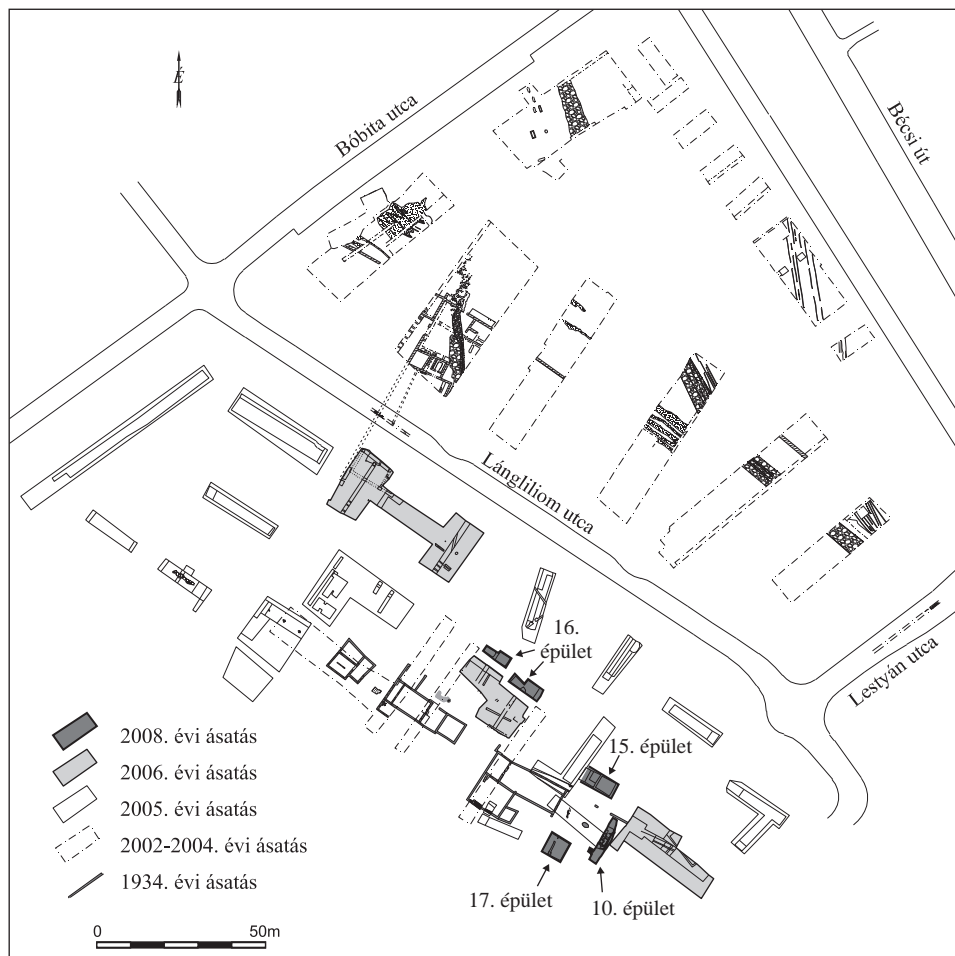 É
Bóbita utca
Bécsi út
Lángliliom utca
Lestyán utca
16.
épület
15. épület
17. épület
10. épület
2008. évi ásatás
2006. évi ásatás
2005. évi ásatás
2002-2004. évi ásatás
1934. évi ásatás
0
50m